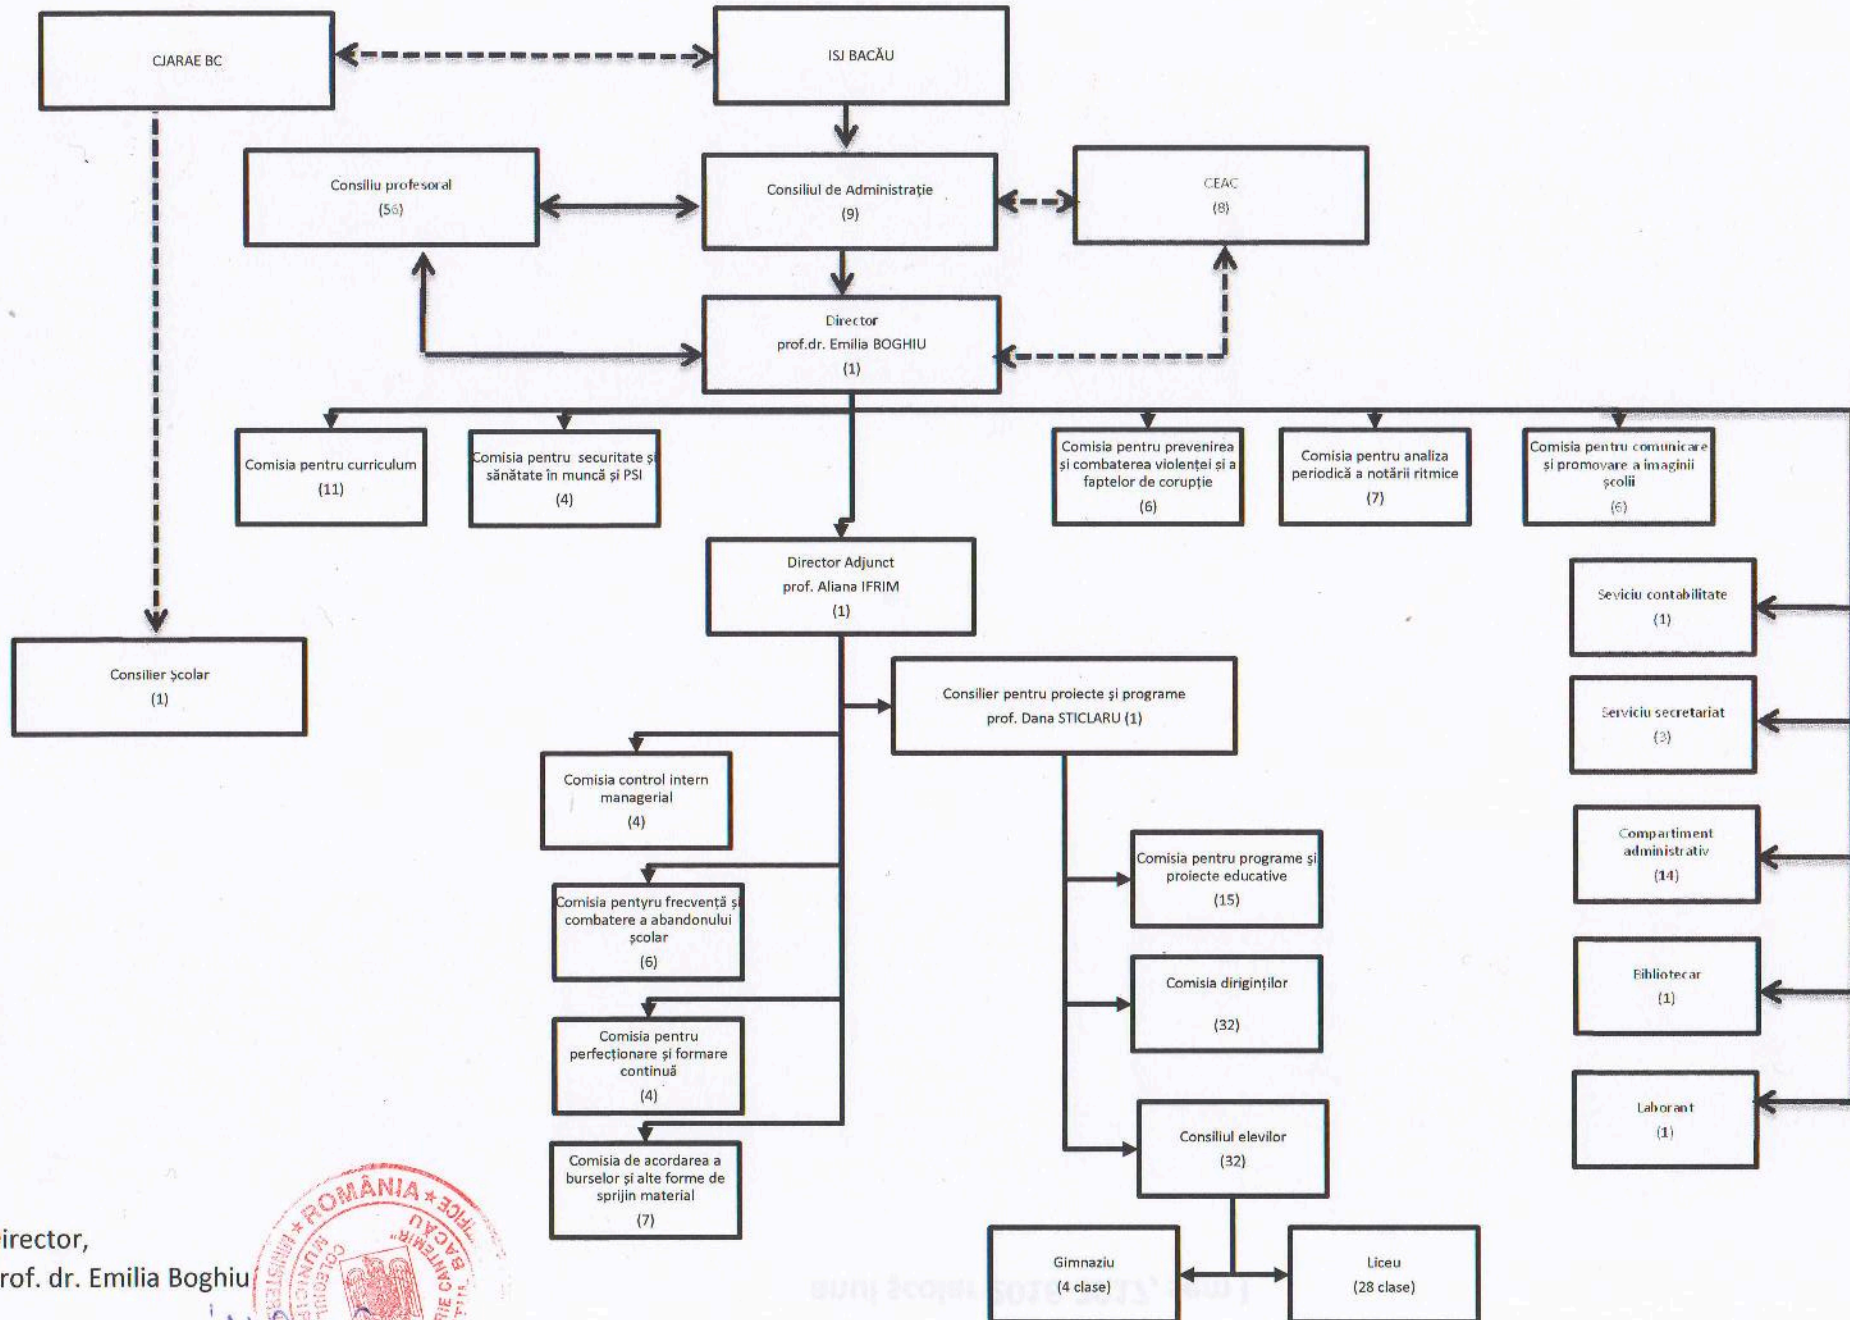 CJARAE BC
ISJ BACĂU
Consiliu profesoral
(56)
Consiliul de Administrație
(9)
CEAC
(8)
Director
prof.dr. Emilia BOGHIU
(1)
Comisia pentru curriculum
(11)
Comisia pentru securitate și
sănătate în muncă și PSI
(4)
Comisia pentru prevenirea
și combaterea violenței și a
faptelor de corupție
(6)
Comisia pentru analiza
periodică a notării ritmice
(7)
Comisia pentru comunicare
și promovare a imaginii
școlii
(6)
Director Adjunct
prof. Aliana IFRIM
(1)
Seviciu contabilitate
(1)
Consilier Școlar
(1)
Consilier pentru proiecte și programe
prof. Dana STICLARU (1)
Serviciu secretariat
(3)
Comisia control intern
managerial
(4)
Compartiment
administrativ
(14)
Comisia pentru programe și
proiecte educative
(15)
Comisia pentyru frecvență și
combatere a abandonului
școlar
(6)
Bibliotecar
(1)
Comisia diriginților
(32)
Comisia pentru
perfecționare și formare
continuă
(4)
Laborant
(1)
Consiliul elevilor
(32)
Comisia de acordarea a
burselor și alte forme de
sprijin material
(7)
Gimnaziu
(4 clase)
Liceu
(28 clase)
irector,
rof. dr. Emilia Boghiu
ROMÂNIA
BACĂU
COLEGIUL
anul școlar 2016-2017, sem I